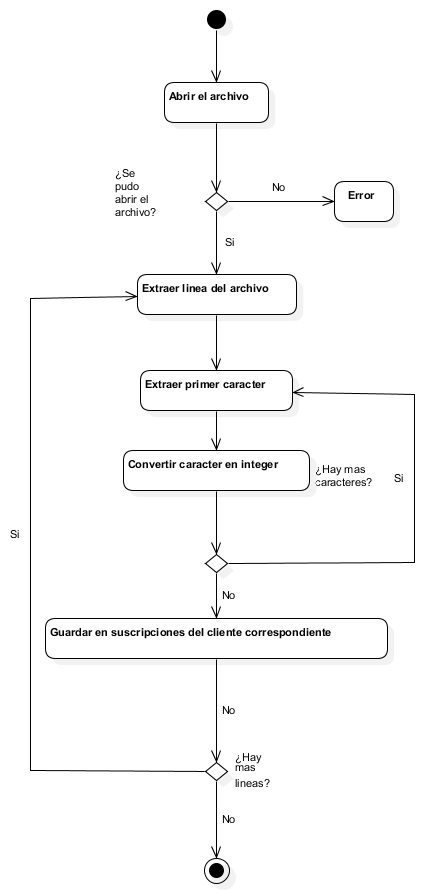 Abrir el archivo
¿Se
pudo
abrir el
archivo?
No
Error
Si
Extraer linea del archivo
Extraer primer caracter
Convertir caracter en integer
¿Hay mas
caracteres?
Si
Si
No
Guardar en suscripciones del cliente correspondiente
No
¿Hay
mas
lineas?
No